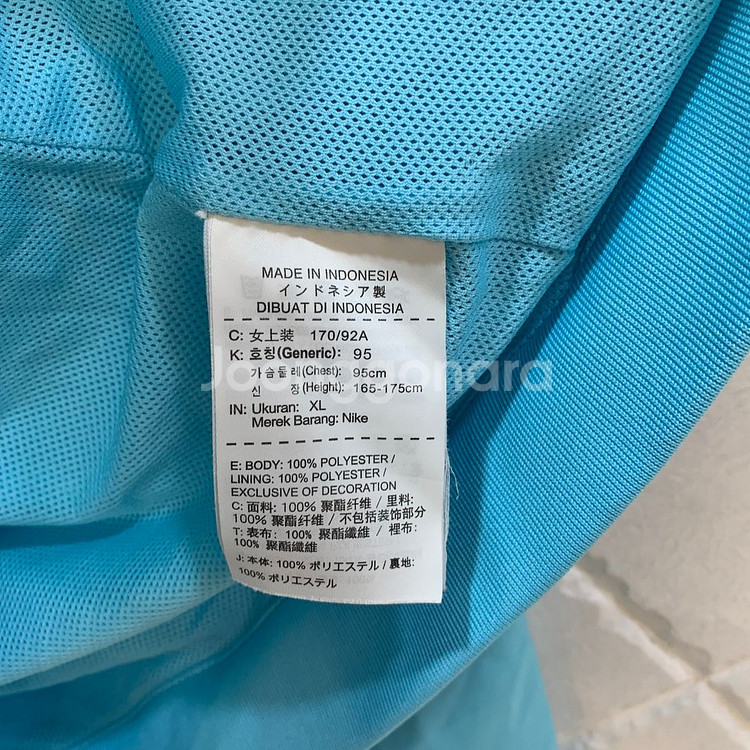 MADE IN INDONESIA
インドネシア製
DIBUAT DI INDONESIA
C: 女上装 170/92A
K: 호칭(Generic): 95
가슴둘레(Chest): 95cm
신 장(Height): 165-175cm
IN: Ukuran: XL
Merek Barang: Nike
E: BODY: 100% POLYESTER /
LINING: 100% POLYESTER /
EXCLUSIVE OF DECORATION
C: 面料: 100% 聚酯纤维 / 里料:
100% 聚酯纤维 / 不包括装饰部分
T: 表布: 100% 聚酯纖維 / 裡布:
100% 聚酯纖維
J: 本体: 100% ポリエステル / 裏地:
100% ポリエステル
Joonggonara